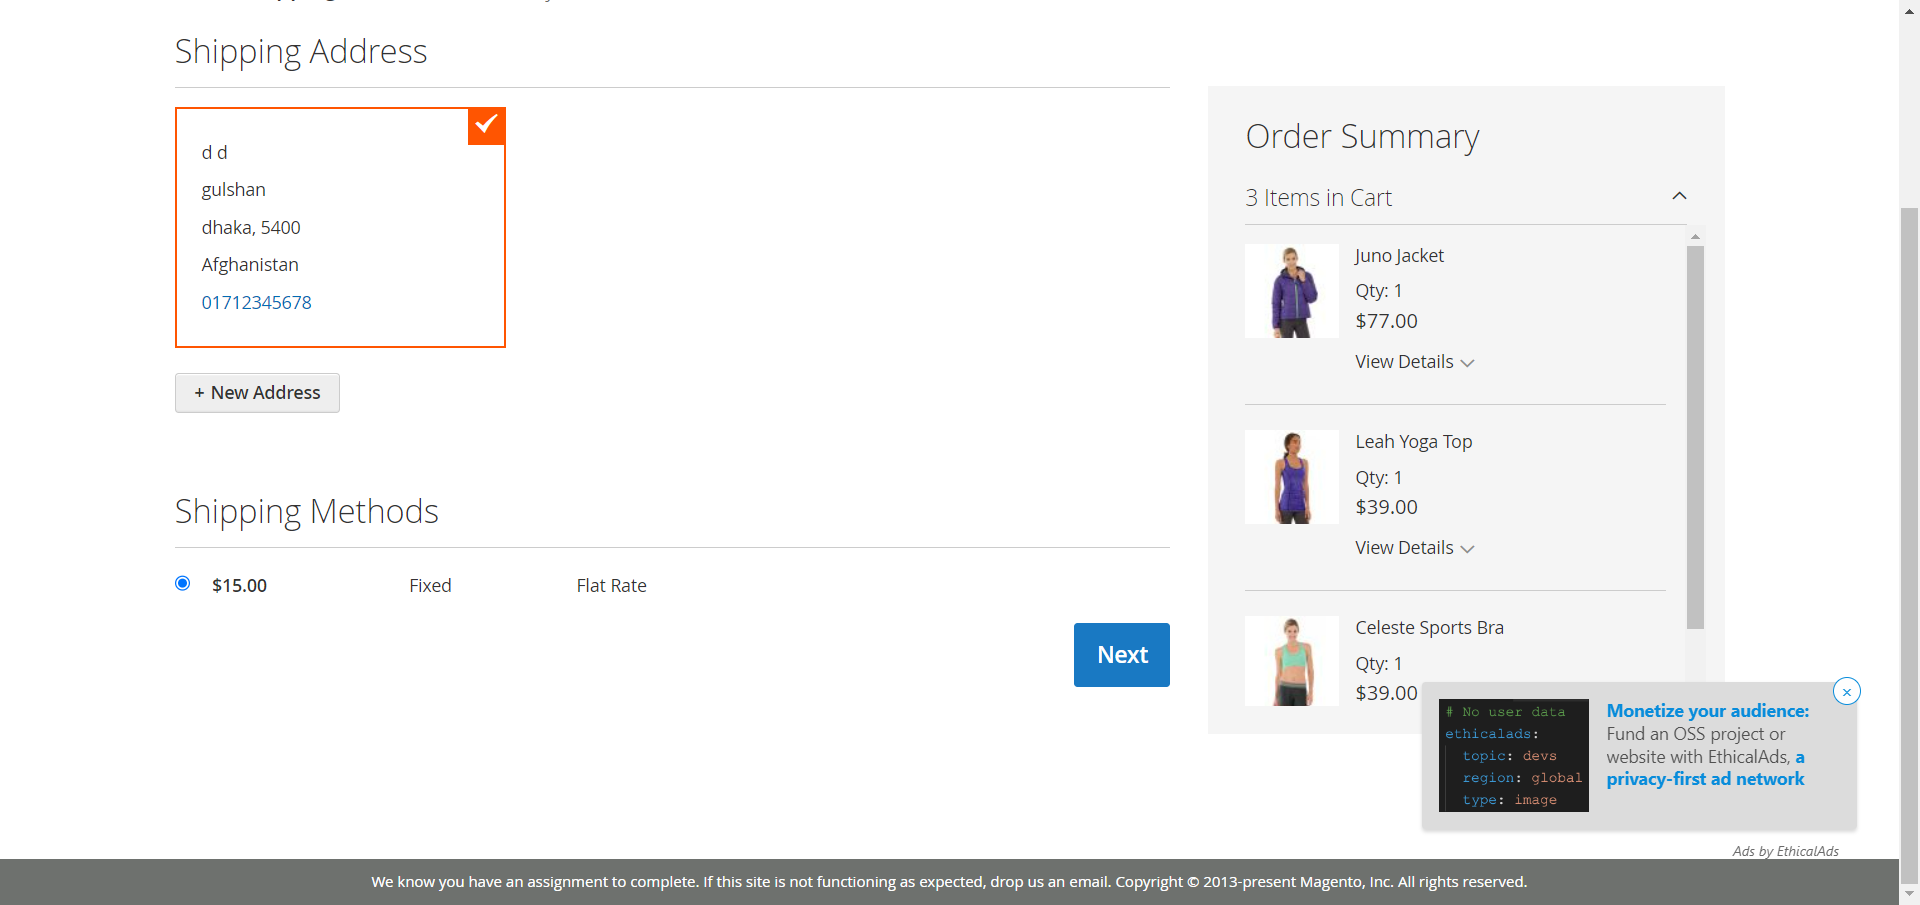 Shipping Address
d d
gulshan
dhaka, 5400
Afghanistan
01712345678
+ New Address
Shipping Methods
$15.00 Fixed Flat Rate
Next
Order Summary
3 Items in Cart
Juno Jacket
Qty: 1
$77.00
View Details
Leah Yoga Top
Qty: 1
$39.00
View Details
Celeste Sports Bra
Qty: 1
$39.00
# No user data
ethicalads:
topic: devs
region: global
type: image
Monetize your audience:
Fund an OSS project or
website with EthicalAds, a
privacy-first ad network
Ads by EthicalAds
We know you have an assignment to complete. If this site is not functioning as expected, drop us an email. Copyright © 2013-present Magento, Inc. All rights reserved.